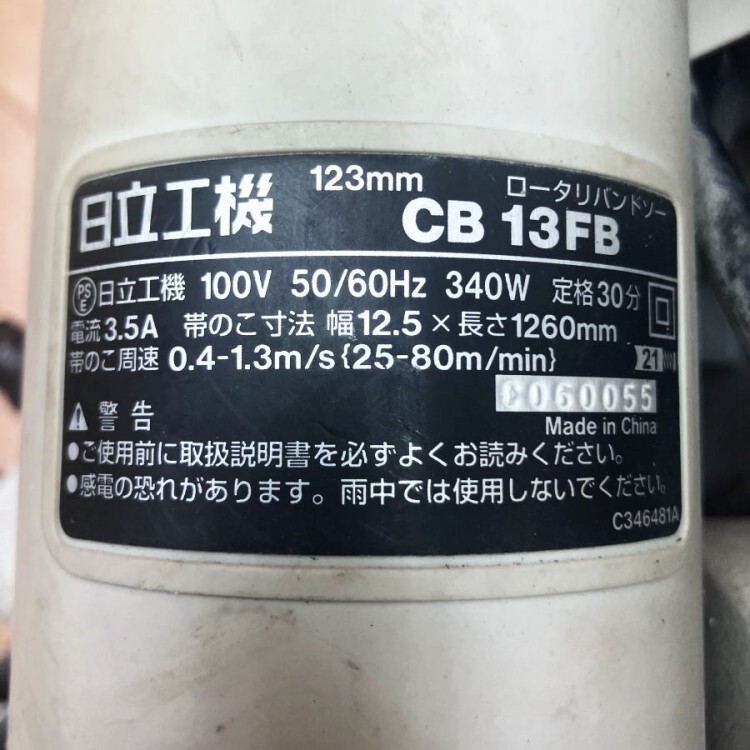 123mm ロータリバンドソー
日立工機 CB 13FB
PSE 日立工機 100V 50/60Hz 340W 定格30分
電流3.5A 帯のこ寸法 幅12.5×長さ1260mm
帯のこ周速 0.4-1.3m/s{25-80m/min} 21
060055
Made in China
警告
●ご使用前に取扱説明書を必ずよくお読みください。
●感電の恐れがあります。雨中では使用しないでください。
C346481A